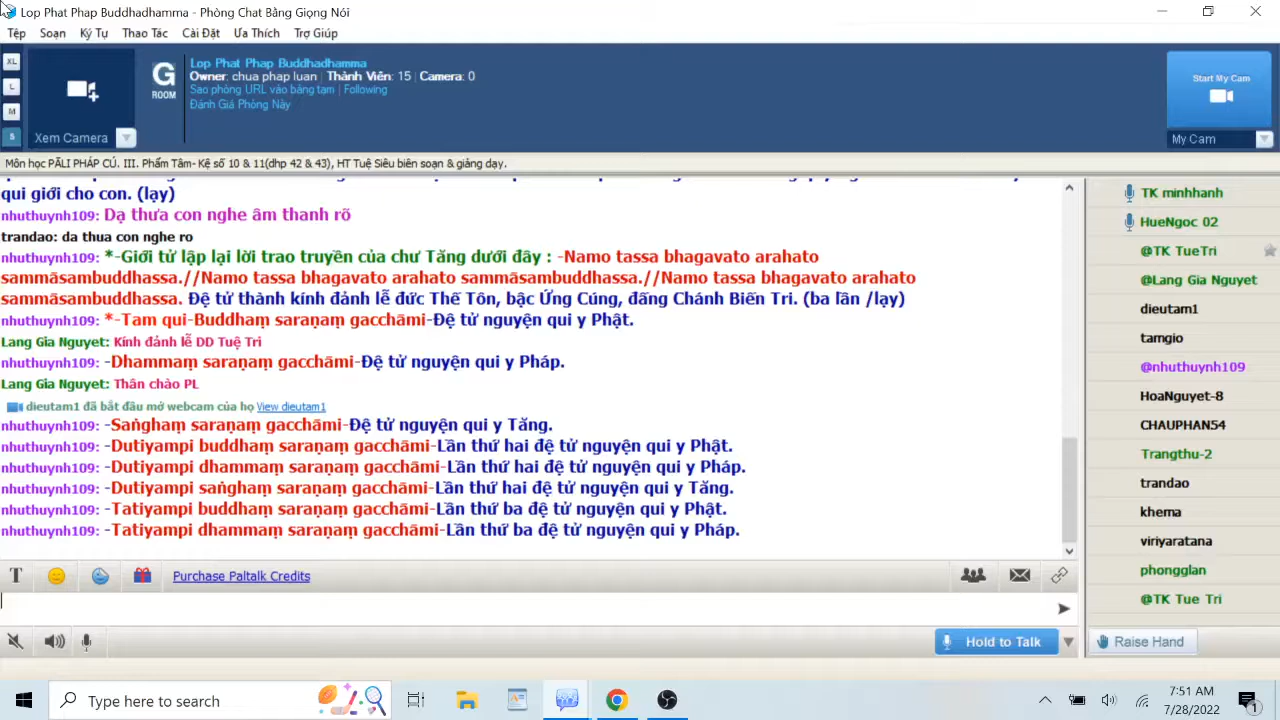 Lop Phat Phap Buddhadhamma - Phòng Chat Bằng Giọng Nói
Tệp Soạn Ký Tự Thao Tác Cài Đặt Ưa Thích Trợ Giúp
XL
L
M
S
Xem Camera
G
ROOM
Lop Phat Phap Buddhadhamma
Owner: chua phap luan | Thành Viên: 15 | Camera: 0
Sao phòng URL vào bảng tạm | Following
Đánh Giá Phòng Này
Start My Cam
My Cam
Môn học PĀLI PHÁP CÚ. III. Phẩm Tâm- Kệ số 10 & 11(dhp 42 & 43), HT Tuệ Siêu biên soạn & giảng dạy.
qui giới cho con. (lạy)
nhuthuynh109: Dạ thưa con nghe âm thanh rõ
trandao: da thua con nghe ro
nhuthuynh109: *-Giới tử lập lại lời trao truyền của chư Tăng dưới đây : -Namo tassa bhagavato arahato
sammāsambuddhassa.//Namo tassa bhagavato arahato sammāsambuddhassa.//Namo tassa bhagavato arahato
sammāsambuddhassa. Đệ tử thành kính đảnh lễ đức Thế Tôn, bậc Ứng Cúng, đấng Chánh Biến Tri. (ba lần /lạy)
nhuthuynh109: *-Tam qui-Buddhaṃ saraṇaṃ gacchāmi-Đệ tử nguyện qui y Phật.
Lang Gia Nguyet: Kính đảnh lễ DD Tuệ Trì
nhuthuynh109: -Dhammaṃ saraṇaṃ gacchāmi-Đệ tử nguyện qui y Pháp.
Lang Gia Nguyet: Thân chào PL
dieutam1 đã bắt đầu mở webcam của họ View dieutam1
nhuthuynh109: -Saṅghaṃ saraṇaṃ gacchāmi-Đệ tử nguyện qui y Tăng.
nhuthuynh109: -Dutiyampi buddhaṃ saraṇaṃ gacchāmi-Lần thứ hai đệ tử nguyện qui y Phật.
nhuthuynh109: -Dutiyampi dhammaṃ saraṇaṃ gacchāmi-Lần thứ hai đệ tử nguyện qui y Pháp.
nhuthuynh109: -Dutiyampi saṅghaṃ saraṇaṃ gacchāmi-Lần thứ hai đệ tử nguyện qui y Tăng.
nhuthuynh109: -Tatiyampi buddhaṃ saraṇaṃ gacchāmi-Lần thứ ba đệ tử nguyện qui y Phật.
nhuthuynh109: -Tatiyampi dhammaṃ saraṇaṃ gacchāmi-Lần thứ ba đệ tử nguyện qui y Pháp.
TK minhhanh
HueNgoc 02
@TK TueTri
@Lang Gia Nguyet
dieutam1
tamgio
@nhuthuynh109
HoaNguyet-8
CHAUPHAN54
Trangthu-2
trandao
khema
viriyaratana
phongglan
@TK Tue Tri
T Purchase Paltalk Credits
Hold to Talk
Raise Hand
Type here to search
7:51 AM
7/28/2022
1